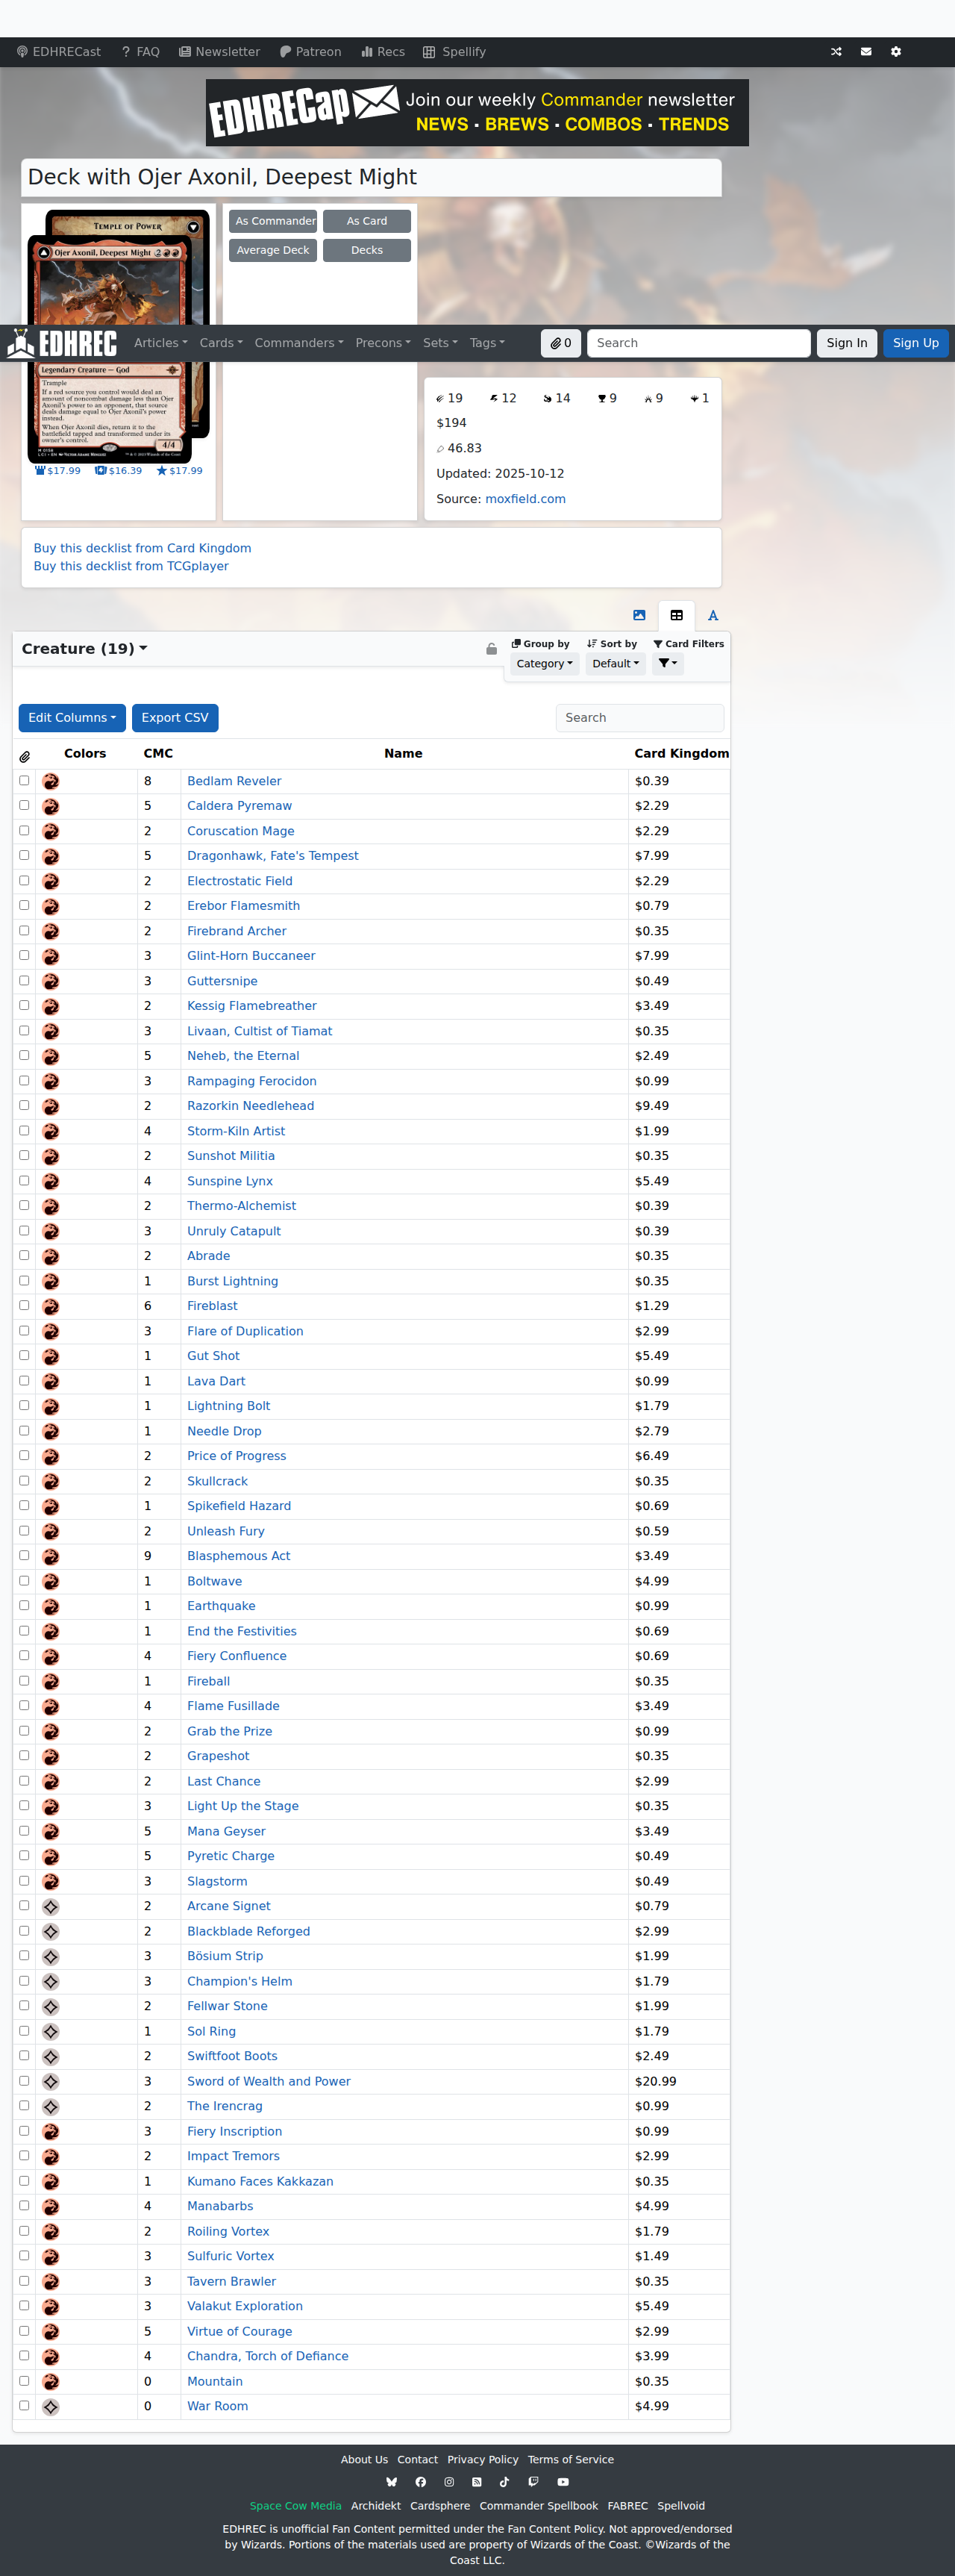 EDHRECast FAQ Newsletter Patreon Recs Spellify
EDHRECap Join our weekly Commander newsletter
NEWS • BREWS • COMBOS • TRENDS
Deck with Ojer Axonil, Deepest Might
TEMPLE OF POWER
Ojer Axonil, Deepest Might 2
As Commander As Card
Average Deck Decks
EDHREC Articles Cards Commanders Precons Sets Tags 0 Search Sign In Sign Up
Legendary Creature — God
Trample
If a red source you control would deal an
amount of noncombat damage less than Ojer
Axonil's power to an opponent, that source
deals damage equal to Ojer Axonil's power
instead.
When Ojer Axonil dies, return it to the
battlefield tapped and transformed under its
owner's control.
4/4
$17.99 $16.39 $17.99
19 12 14 9 9 1
$194
46.83
Updated: 2025-10-12
Source: moxfield.com
Buy this decklist from Card Kingdom
Buy this decklist from TCGplayer
Creature (19)
Group by Sort by Card Filters
Category Default
Edit Columns Export CSV Search
Colors CMC Name Card Kingdom
8 Bedlam Reveler $0.39
5 Caldera Pyremaw $2.29
2 Coruscation Mage $2.29
5 Dragonhawk, Fate's Tempest $7.99
2 Electrostatic Field $2.29
2 Erebor Flamesmith $0.79
2 Firebrand Archer $0.35
3 Glint-Horn Buccaneer $7.99
3 Guttersnipe $0.49
2 Kessig Flamebreather $3.49
3 Livaan, Cultist of Tiamat $0.35
5 Neheb, the Eternal $2.49
3 Rampaging Ferocidon $0.99
2 Razorkin Needlehead $9.49
4 Storm-Kiln Artist $1.99
2 Sunshot Militia $0.35
4 Sunspine Lynx $5.49
2 Thermo-Alchemist $0.39
3 Unruly Catapult $0.39
2 Abrade $0.35
1 Burst Lightning $0.35
6 Fireblast $1.29
3 Flare of Duplication $2.99
1 Gut Shot $5.49
1 Lava Dart $0.99
1 Lightning Bolt $1.79
1 Needle Drop $2.79
2 Price of Progress $6.49
2 Skullcrack $0.35
1 Spikefield Hazard $0.69
2 Unleash Fury $0.59
9 Blasphemous Act $3.49
1 Boltwave $4.99
1 Earthquake $0.99
1 End the Festivities $0.69
4 Fiery Confluence $0.69
1 Fireball $0.35
4 Flame Fusillade $3.49
2 Grab the Prize $0.99
2 Grapeshot $0.35
2 Last Chance $2.99
3 Light Up the Stage $0.35
5 Mana Geyser $3.49
5 Pyretic Charge $0.49
3 Slagstorm $0.49
2 Arcane Signet $0.79
2 Blackblade Reforged $2.99
3 Bösium Strip $1.99
3 Champion's Helm $1.79
2 Fellwar Stone $1.99
1 Sol Ring $1.79
2 Swiftfoot Boots $2.49
3 Sword of Wealth and Power $20.99
2 The Irencrag $0.99
3 Fiery Inscription $0.99
2 Impact Tremors $2.99
1 Kumano Faces Kakkazan $0.35
4 Manabarbs $4.99
2 Roiling Vortex $1.79
3 Sulfuric Vortex $1.49
3 Tavern Brawler $0.35
3 Valakut Exploration $5.49
5 Virtue of Courage $2.99
4 Chandra, Torch of Defiance $3.99
0 Mountain $0.35
0 War Room $4.99
About Us Contact Privacy Policy Terms of Service
Space Cow Media Archidekt Cardsphere Commander Spellbook FABREC Spellvoid
EDHREC is unofficial Fan Content permitted under the Fan Content Policy. Not approved/endorsed
by Wizards. Portions of the materials used are property of Wizards of the Coast. ©Wizards of the
Coast LLC.